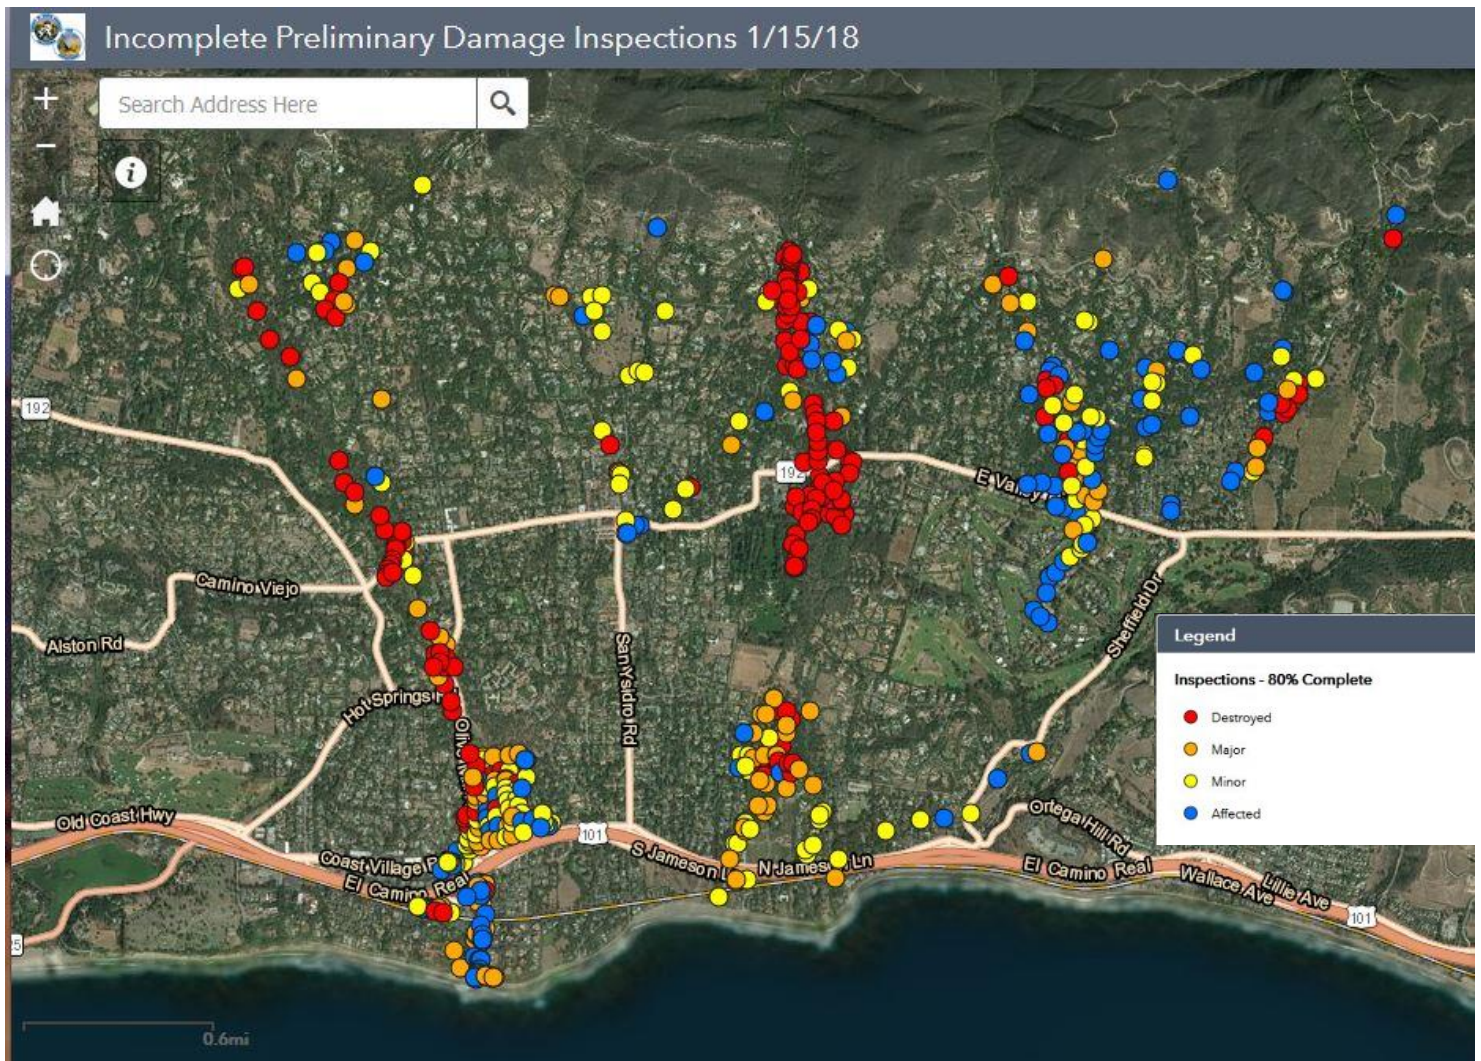 Incomplete Preliminary Damage Inspections 1/15/18
+
Search Address Here
−
i
192
192
E Valley
Camino Viejo
Alston Rd
Sheffield Dr
San Ysidro Rd
Hot Springs
Legend
Inspections - 80% Complete
Destroyed
Major
Minor
Affected
Old Coast Hwy
101
Ortega Hill Rd
Coast Village
S Jameson
N Jameson Ln
El Camino Real
El Camino Real
Wallace Ave
Lillie Ave
101
0.6mi